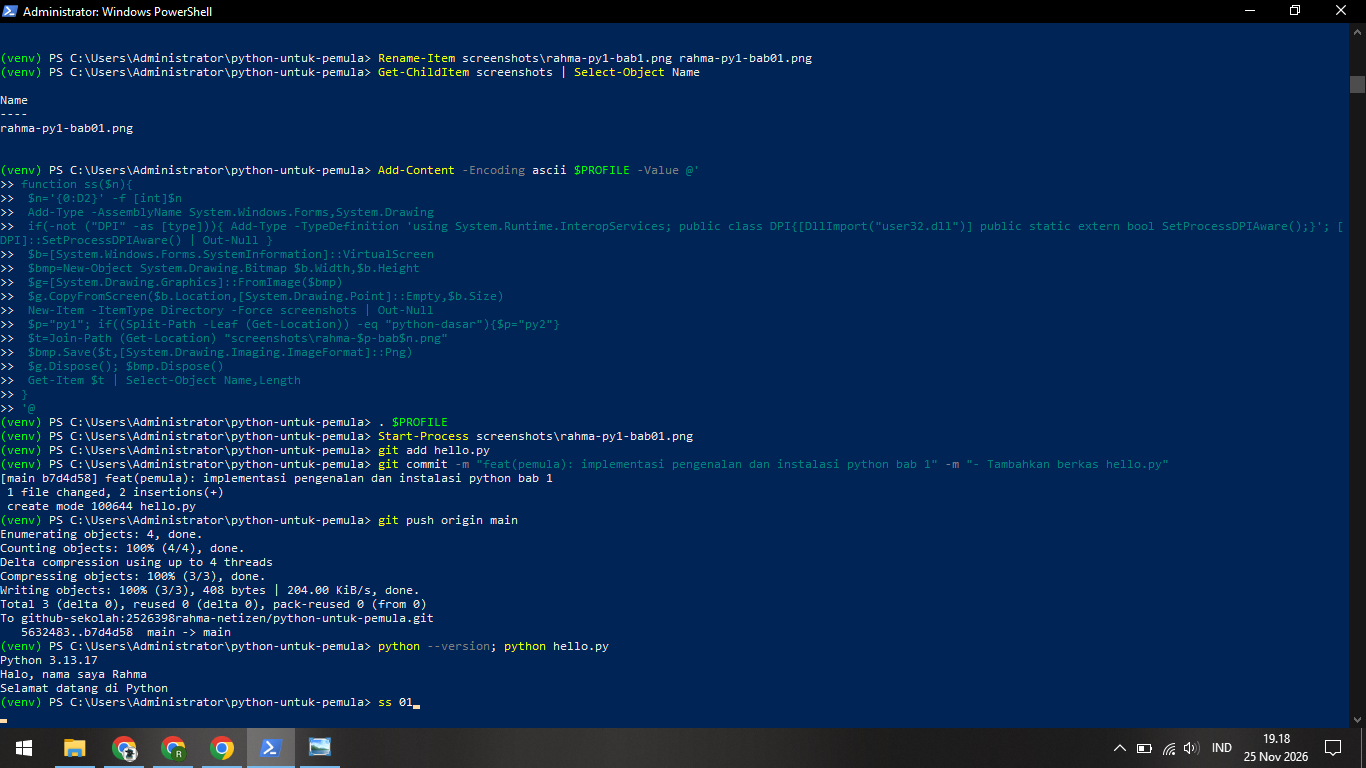 Administrator: Windows PowerShell
(venv) PS C:\Users\Administrator\python-untuk-pemula> Rename-Item screenshots\rahma-py1-bab1.png rahma-py1-bab01.png
(venv) PS C:\Users\Administrator\python-untuk-pemula> Get-ChildItem screenshots | Select-Object Name
Name
----
rahma-py1-bab01.png
(venv) PS C:\Users\Administrator\python-untuk-pemula> Add-Content -Encoding ascii $PROFILE -Value @'
>> function ss($n){
>>  $n='{0:D2}' -f [int]$n
>>  Add-Type -AssemblyName System.Windows.Forms,System.Drawing
>>  if(-not ("DPI" -as [type])){ Add-Type -TypeDefinition 'using System.Runtime.InteropServices; public class DPI{[DllImport("user32.dll")] public static extern bool SetProcessDPIAware();}'; [
DPI]::SetProcessDPIAware() | Out-Null }
>>  $b=[System.Windows.Forms.SystemInformation]::VirtualScreen
>>  $bmp=New-Object System.Drawing.Bitmap $b.Width,$b.Height
>>  $g=[System.Drawing.Graphics]::FromImage($bmp)
>>  $g.CopyFromScreen($b.Location,[System.Drawing.Point]::Empty,$b.Size)
>>  New-Item -ItemType Directory -Force screenshots | Out-Null
>>  $p="py1"; if((Split-Path -Leaf (Get-Location)) -eq "python-dasar"){$p="py2"}
>>  $t=Join-Path (Get-Location) "screenshots\rahma-$p-bab$n.png"
>>  $bmp.Save($t,[System.Drawing.Imaging.ImageFormat]::Png)
>>  $g.Dispose(); $bmp.Dispose()
>>  Get-Item $t | Select-Object Name,Length
>> }
>> '@
(venv) PS C:\Users\Administrator\python-untuk-pemula> . $PROFILE
(venv) PS C:\Users\Administrator\python-untuk-pemula> Start-Process screenshots\rahma-py1-bab01.png
(venv) PS C:\Users\Administrator\python-untuk-pemula> git add hello.py
(venv) PS C:\Users\Administrator\python-untuk-pemula> git commit -m "feat(pemula): implementasi pengenalan dan instalasi python bab 1" -m "- Tambahkan berkas hello.py"
[main b7d4d58] feat(pemula): implementasi pengenalan dan instalasi python bab 1
 1 file changed, 2 insertions(+)
 create mode 100644 hello.py
(venv) PS C:\Users\Administrator\python-untuk-pemula> git push origin main
Enumerating objects: 4, done.
Counting objects: 100% (4/4), done.
Delta compression using up to 4 threads
Compressing objects: 100% (3/3), done.
Writing objects: 100% (3/3), 408 bytes | 204.00 KiB/s, done.
Total 3 (delta 0), reused 0 (delta 0), pack-reused 0 (from 0)
To github-sekolah:2526398rahma-netizen/python-untuk-pemula.git
   5632483..b7d4d58  main -> main
(venv) PS C:\Users\Administrator\python-untuk-pemula> python --version; python hello.py
Python 3.13.17
Halo, nama saya Rahma
Selamat datang di Python
(venv) PS C:\Users\Administrator\python-untuk-pemula> ss 01
R
IND
19.18
25 Nov 2026